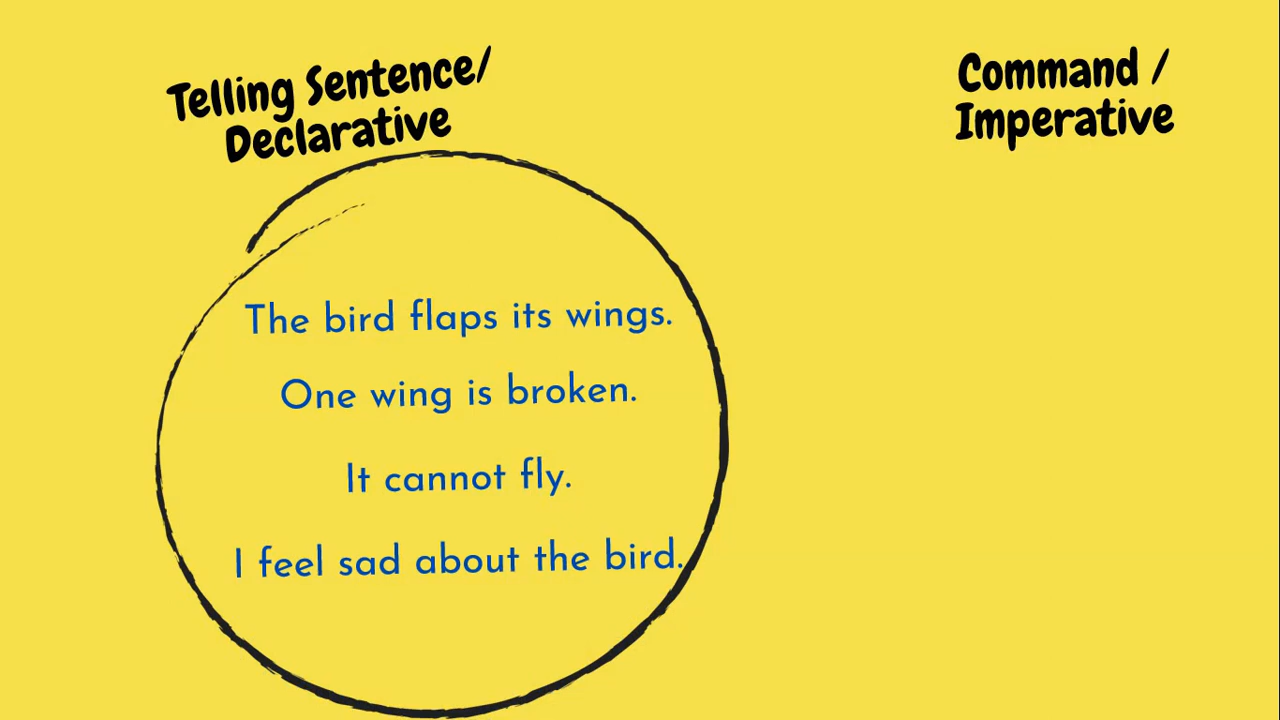 Telling Sentence/
Declarative
Command /
Imperative
The bird flaps its wings.
One wing is broken.
It cannot fly.
I feel sad about the bird.